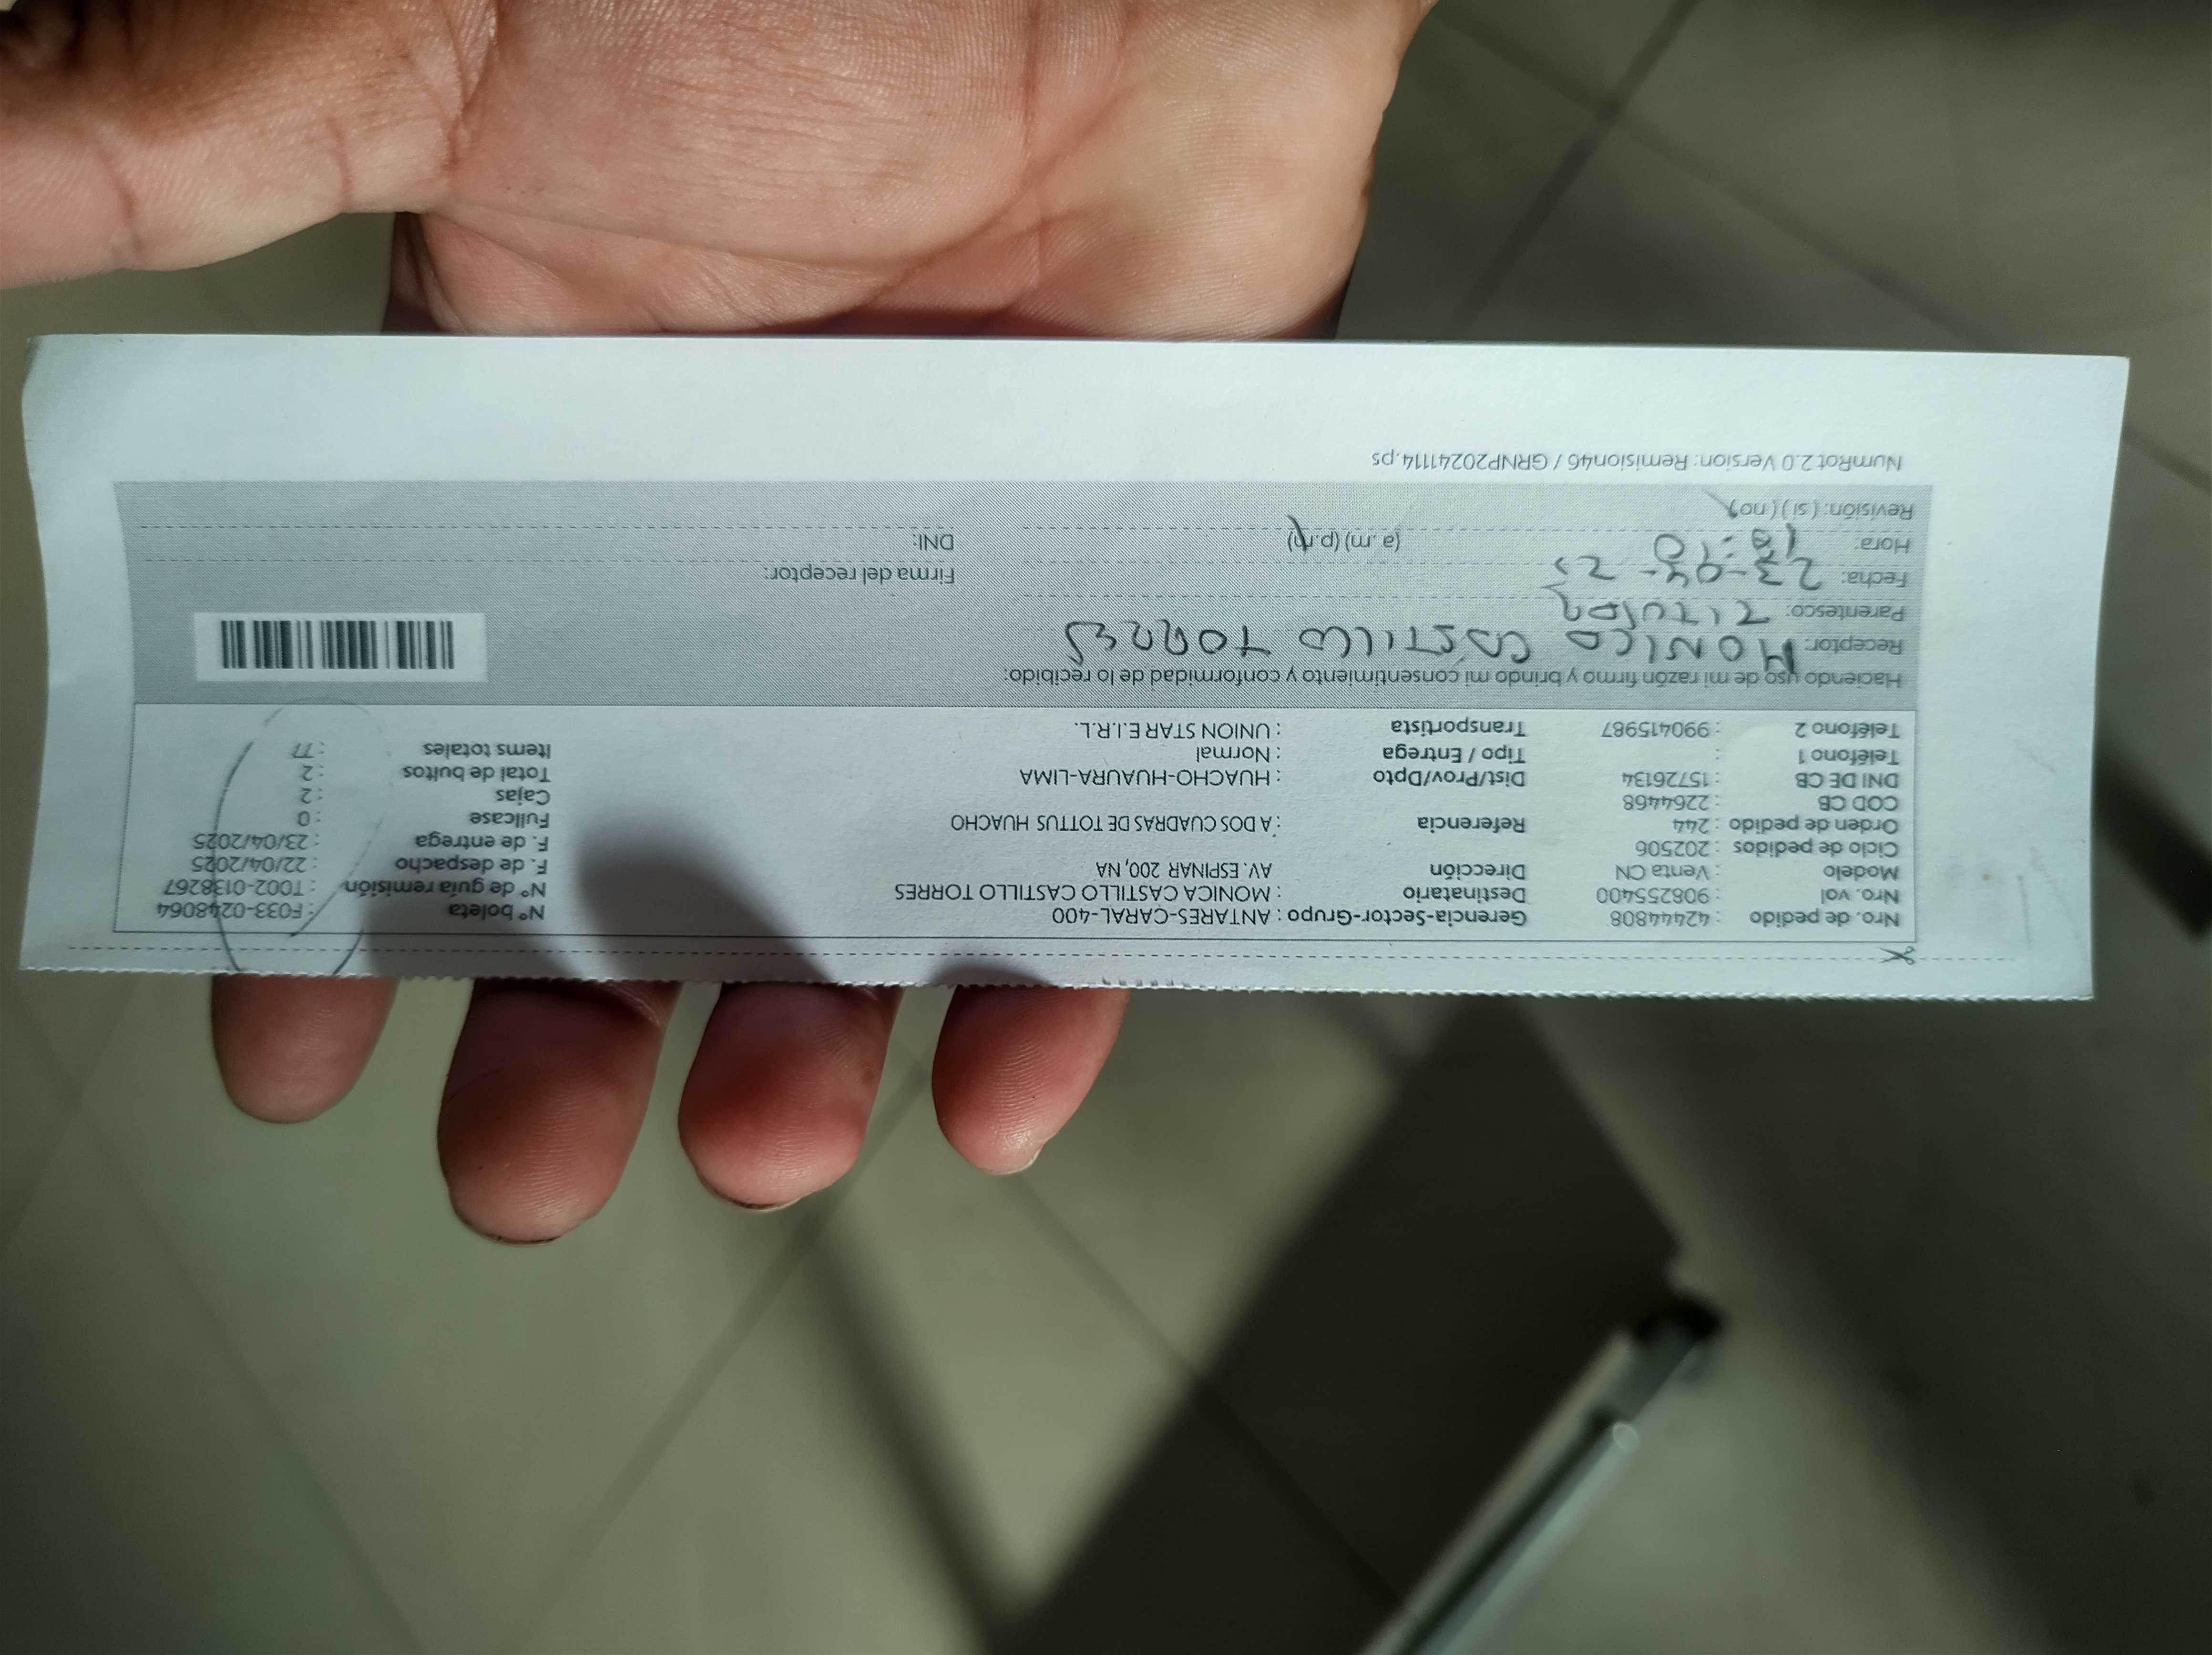 Nro. de pedido : 42444808 Gerencia-Sector-Grupo : ANTARES-CARAL-400 N° boleta : F033-0248064
Nro. val : 908255400 Destinatario : MONICA CASTILLO CASTILLO TORRES N° de guía remisión : T002-0138267
Modelo : Venta CN Dirección AV. ESPINAR 200, NA F. de despacho : 22/04/2025
Ciclo de pedidos : 202506 F. de entrega : 23/04/2025
Orden de pedido : 244 Referencia : A DOS CUADRAS DE TOTTUS HUACHO Fullcase : 0
COD CB : 2264468 Cajas : 2
DNI DE CB : 15726134 Dist/Prov/Dpto : HUACHO-HUAURA-LIMA Total de bultos : 2
Teléfono 1 : Tipo / Entrega : Normal Items totales : 77
Teléfono 2 : 990415987 Transportista : UNION STAR E.I.R.L.
Haciendo uso de mi razón firmo y brindo mi consentimiento y conformidad de lo recibido:
Receptor: MONICA CASTILLO TORRES
Parentesco: TITULAR
Fecha: 23-04-25 Firma del receptor:
Hora: (a.m) (p.m) DNI:
Revisión: (si) (no)
NumRot 2.0 Version: Remision46 / GRNP20241114.ps